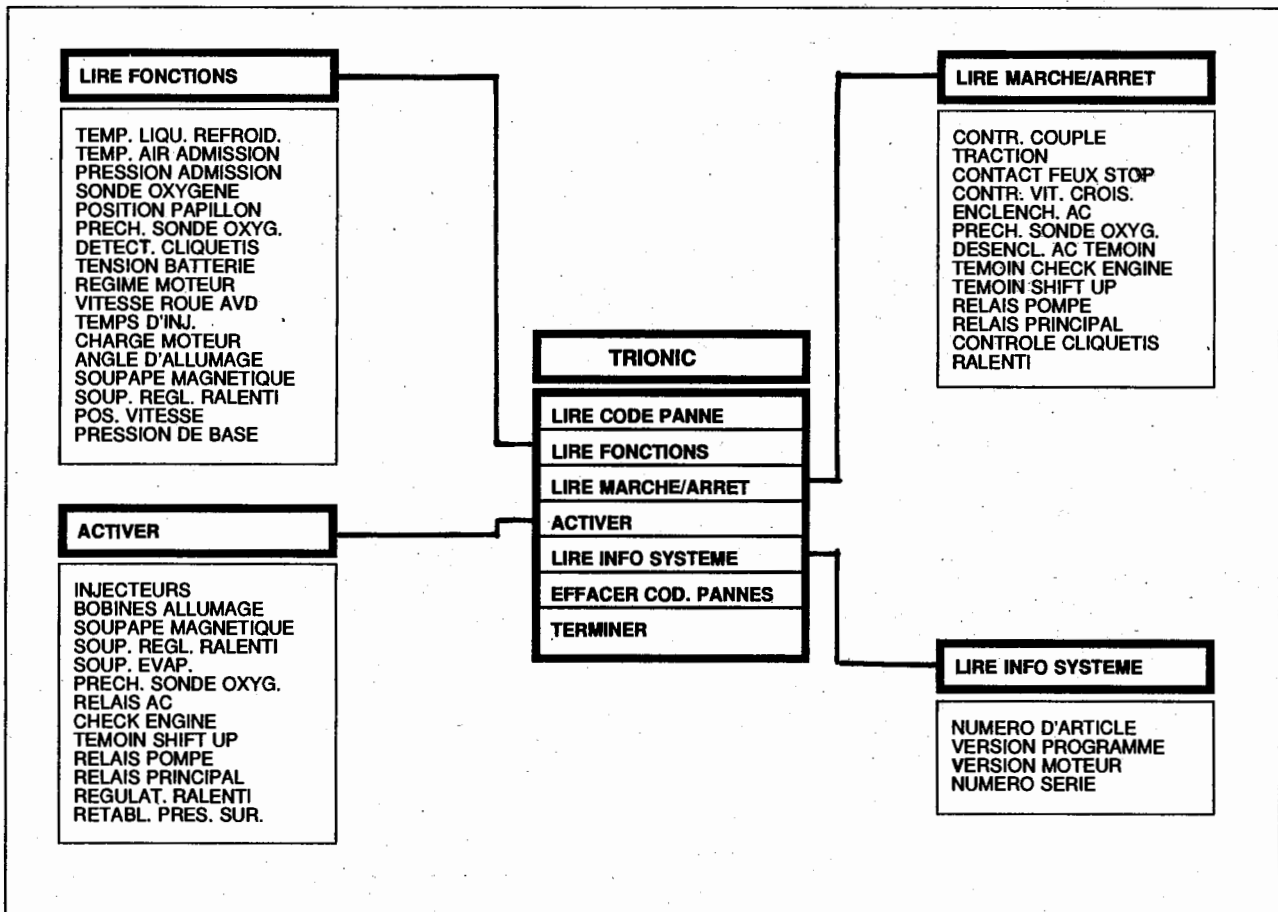 LIRE FONCTIONS
TEMP. LIQU. REFROID.
TEMP. AIR ADMISSION
PRESSION ADMISSION
SONDE OXYGENE
POSITION PAPILLON
PRECH. SONDE OXYG.
DETECT. CLIQUETIS
TENSION BATTERIE
REGIME MOTEUR
VITESSE ROUE AVD
TEMPS D'INJ.
CHARGE MOTEUR
ANGLE D'ALLUMAGE
SOUPAPE MAGNETIQUE
SOUP. REGL. RALENTI
POS. VITESSE
PRESSION DE BASE
ACTIVER
INJECTEURS
BOBINES ALLUMAGE
SOUPAPE MAGNETIQUE
SOUP. REGL. RALENTI
SOUP. EVAP.
PRECH. SONDE OXYG.
RELAIS AC
CHECK ENGINE
TEMOIN SHIFT UP
RELAIS POMPE
RELAIS PRINCIPAL
REGULAT. RALENTI
RETABL. PRES. SUR.
TRIONIC
LIRE CODE PANNE
LIRE FONCTIONS
LIRE MARCHE/ARRET
ACTIVER
LIRE INFO SYSTEME
EFFACER COD. PANNES
TERMINER
LIRE MARCHE/ARRET
CONTR. COUPLE
TRACTION
CONTACT FEUX STOP
CONTR. VIT. CROIS.
ENCLENCH. AC
PRECH. SONDE OXYG.
DESENCL. AC TEMOIN
TEMOIN CHECK ENGINE
TEMOIN SHIFT UP
RELAIS POMPE
RELAIS PRINCIPAL
CONTROLE CLIQUETIS
RALENTI
LIRE INFO SYSTEME
NUMERO D'ARTICLE
VERSION PROGRAMME
VERSION MOTEUR
NUMERO SERIE